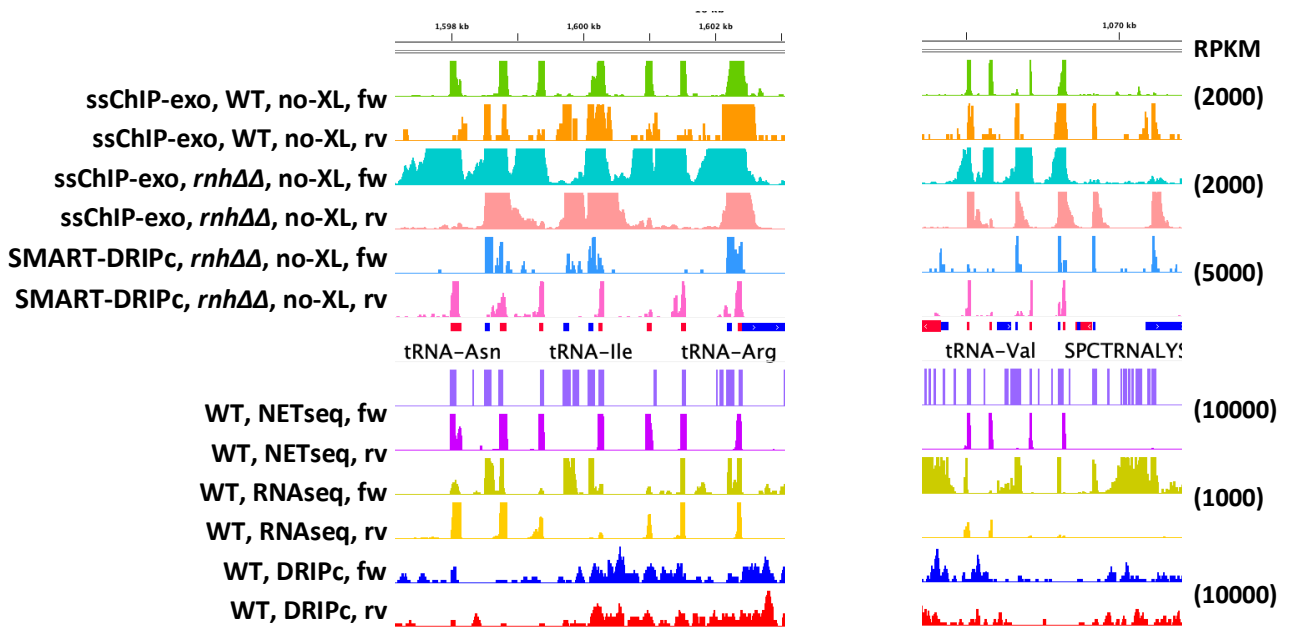 1,598 kb 1,600 kb 1,602 kb 1,070 kb
RPKM
ssChIP-exo, WT, no-XL, fw (2000)
ssChIP-exo, WT, no-XL, rv
ssChIP-exo, rnhΔΔ, no-XL, fw (2000)
ssChIP-exo, rnhΔΔ, no-XL, rv
SMART-DRIPc, rnhΔΔ, no-XL, fw (5000)
SMART-DRIPc, rnhΔΔ, no-XL, rv
tRNA-Asn tRNA-Ile tRNA-Arg tRNA-Val SPCTRNALYS
WT, NETseq, fw (10000)
WT, NETseq, rv
WT, RNAseq, fw (1000)
WT, RNAseq, rv
WT, DRIPc, fw
WT, DRIPc, rv (10000)